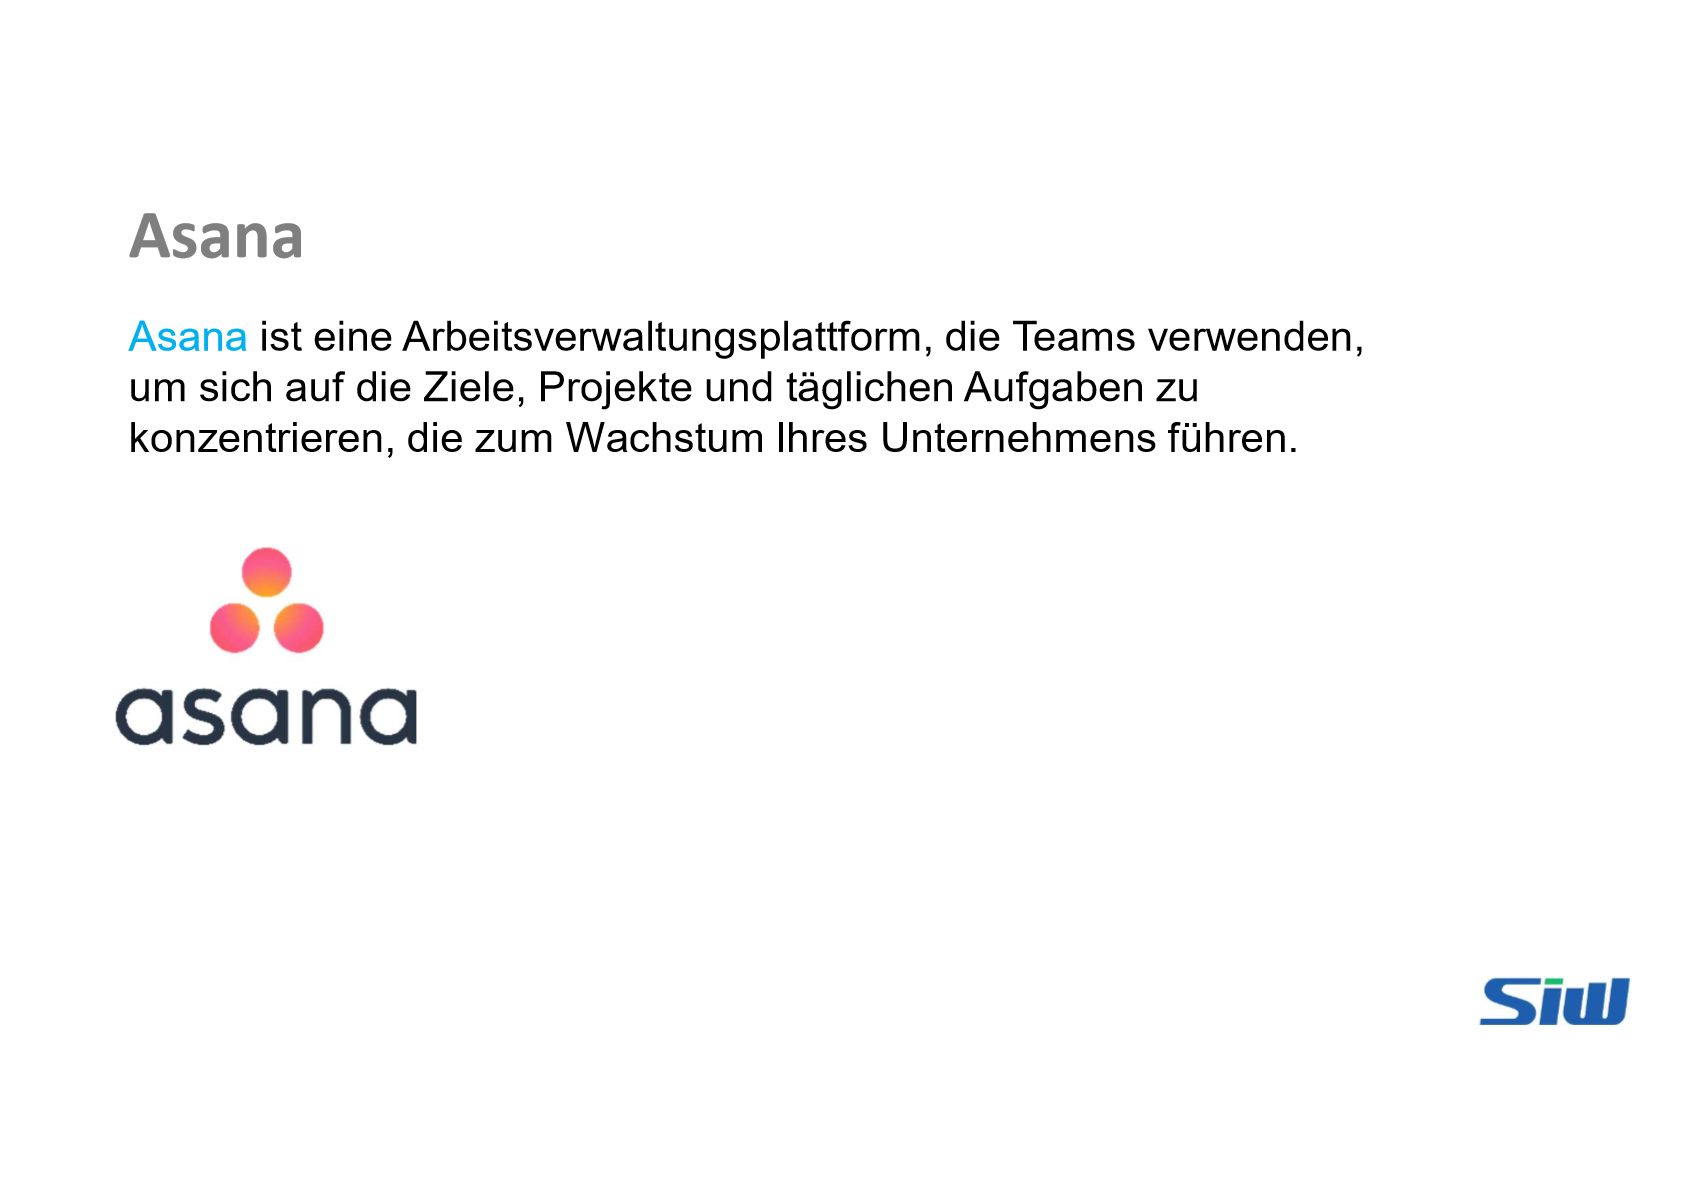 Asana
Asana ist eine Arbeitsverwaltungsplattform, die Teams verwenden,
um sich auf die Ziele, Projekte und täglichen Aufgaben zu
konzentrieren, die zum Wachstum Ihres Unternehmens führen.
asana
Siw